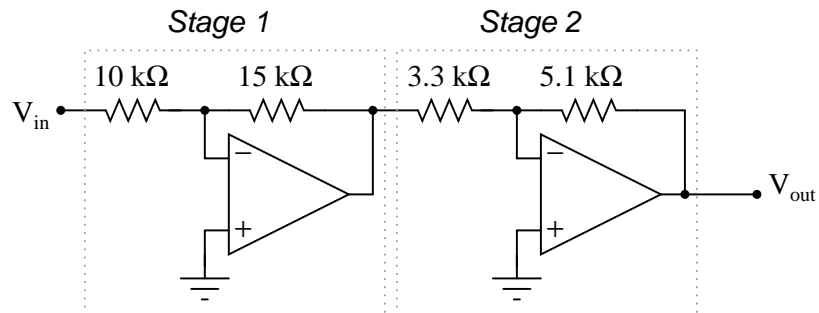 Stage 1
Stage 2
10 kΩ
15 kΩ
3.3 kΩ
5.1 kΩ
V_in
−
+
−
+
V_out